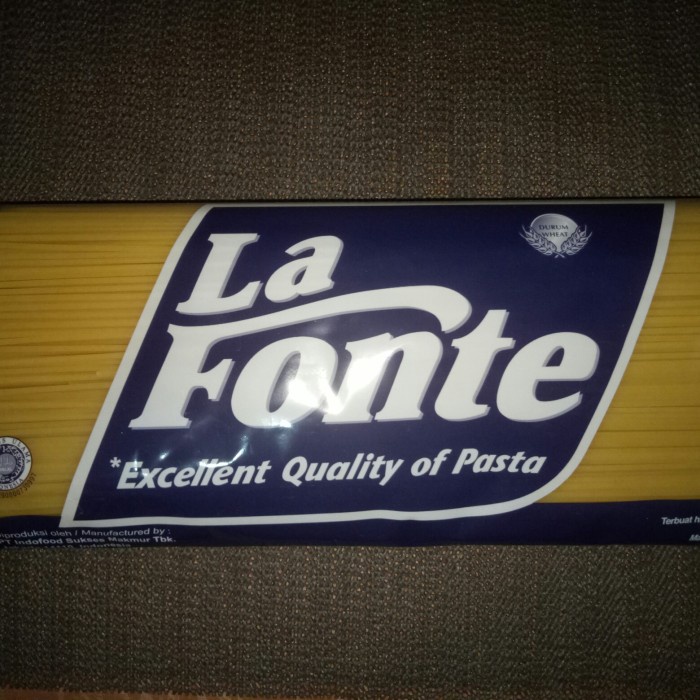 DURUM
WHEAT
La
Fonte
*Excellent Quality of Pasta
Diproduksi oleh / Manufactured by :
PT Indofood Sukses Makmur Tbk.
Terbuat